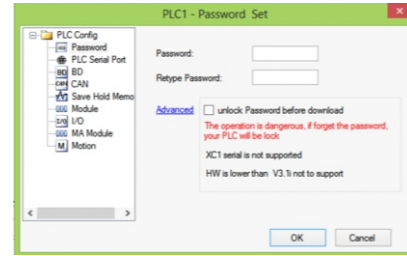 PLC1 - Password Set
PLC Config
Password
PLC Serial Port
BD
CAN
Save Hold Memo
Module
I/O
MA Module
Motion
Password:
Retype Password:
Advanced
unlock Password before download
The operation is dangerous, if forget the password,
your PLC will be lock
XC1 serial is not supported
HW is lower than V3.1i not to support
OK
Cancel